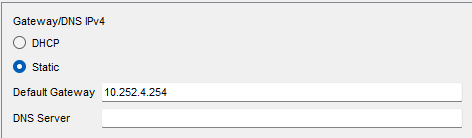 Gateway/DNS IPv4
DHCP
Static
Default Gateway 10.252.4.254
DNS Server